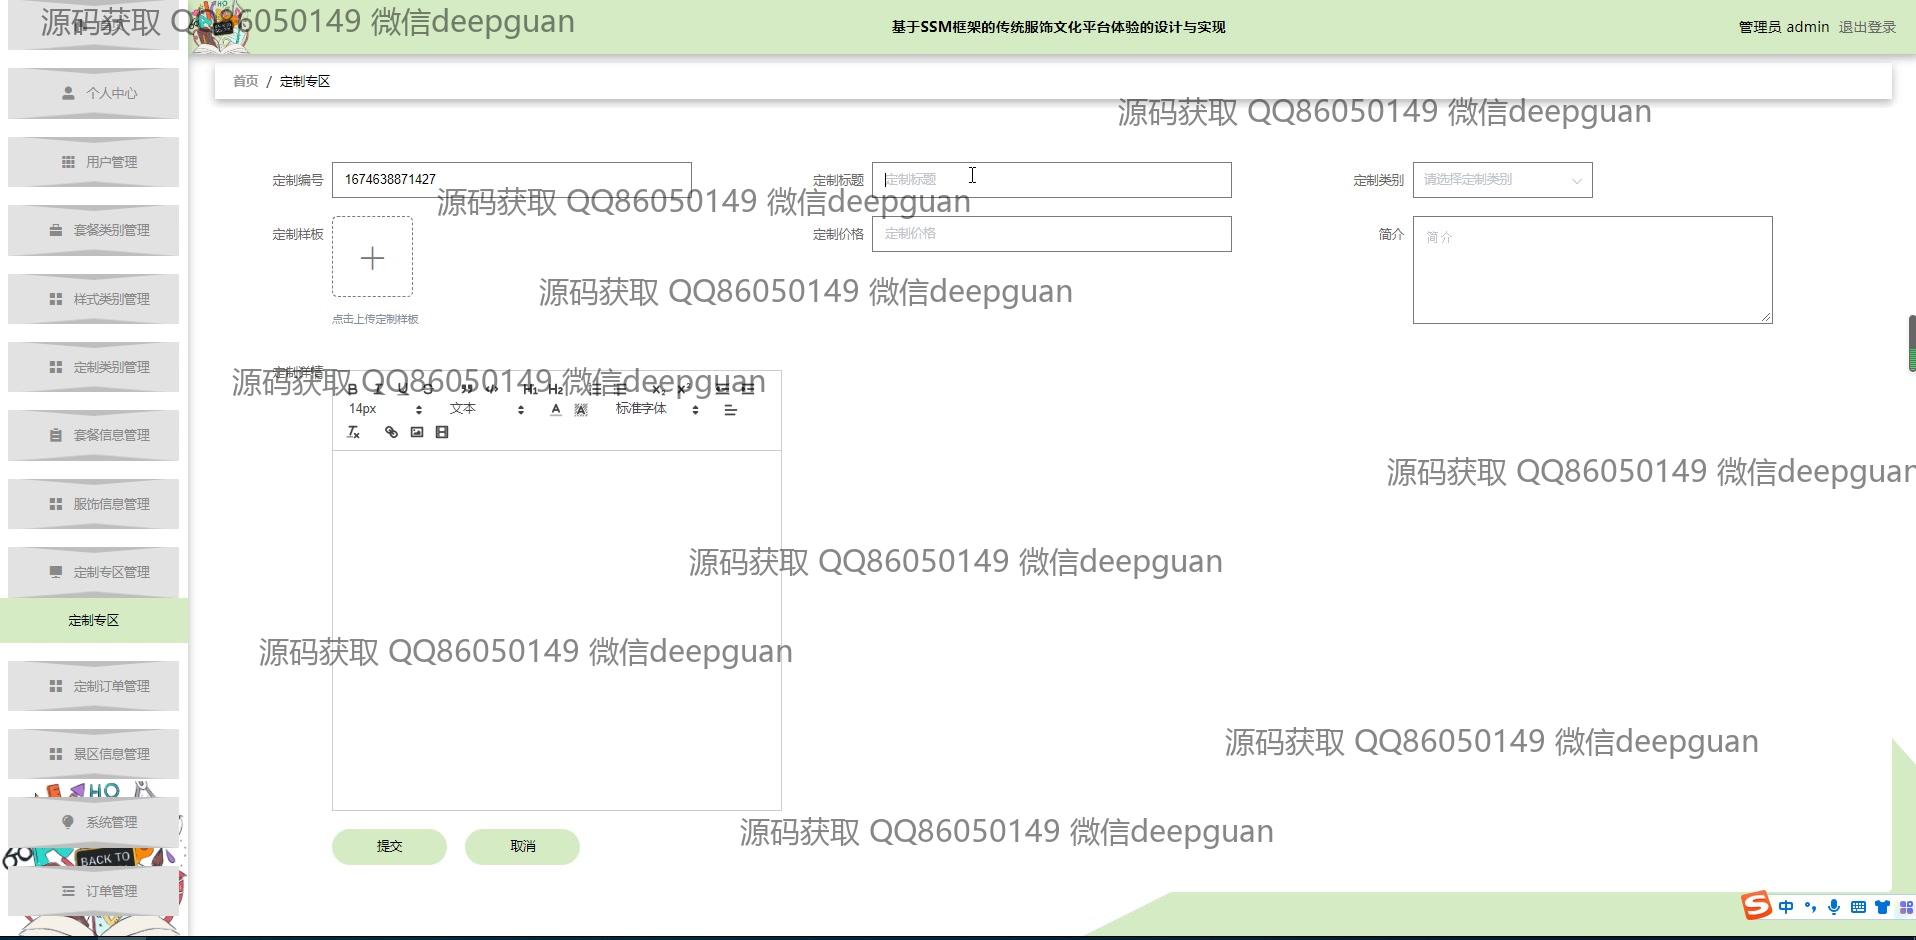 源码获取 QQ86050149 微信deepguan
基于SSM框架的传统服饰文化平台体验的设计与实现
管理员 admin 退出登录
首页 / 定制专区
源码获取 QQ86050149 微信deepguan
个人中心
用户管理
套餐类别管理
样式类别管理
定制类别管理
套餐信息管理
服饰信息管理
定制专区管理
定制专区
定制订单管理
景区信息管理
HO
系统管理
BACK TO
订单管理
定制编号 1674638871427
定制标题 定制标题
定制类别 请选择定制类别
源码获取 QQ86050149 微信deepguan
定制样板
点击上传定制样板
定制价格 定制价格
简介 简介
源码获取 QQ86050149 微信deepguan
定制详情
源码获取 QQ86050149 微信deepguan
B I U S H1 H2 X2 X2
14px 文本 A A 标准字体
Tx
源码获取 QQ86050149 微信deepguan
源码获取 QQ86050149 微信deepguan
源码获取 QQ86050149 微信deepguan
源码获取 QQ86050149 微信deepguan
源码获取 QQ86050149 微信deepguan
提交 取消
S 中